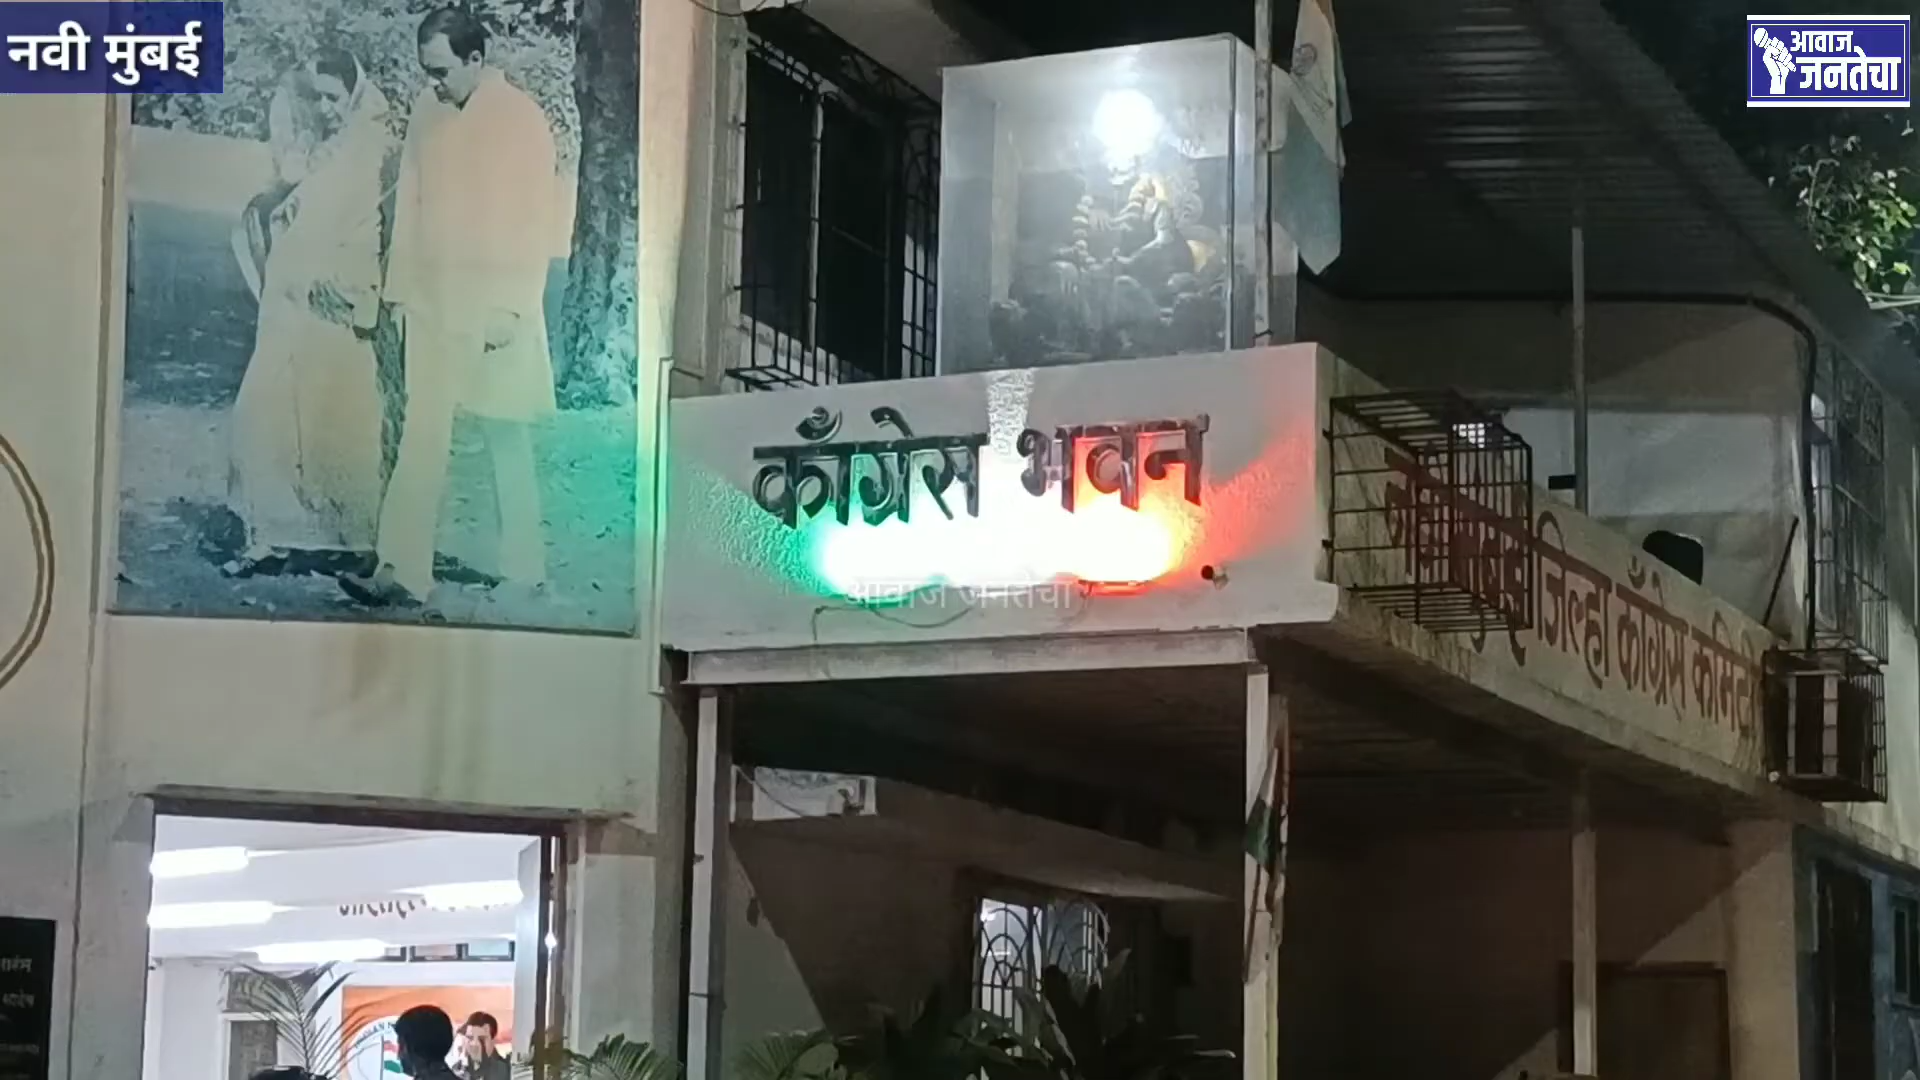 नवी मुंबई
आवाज
जनतेचा
काँग्रेस भवन
आवाज जनतेचा
जिल्हा काँग्रेस कमिटी